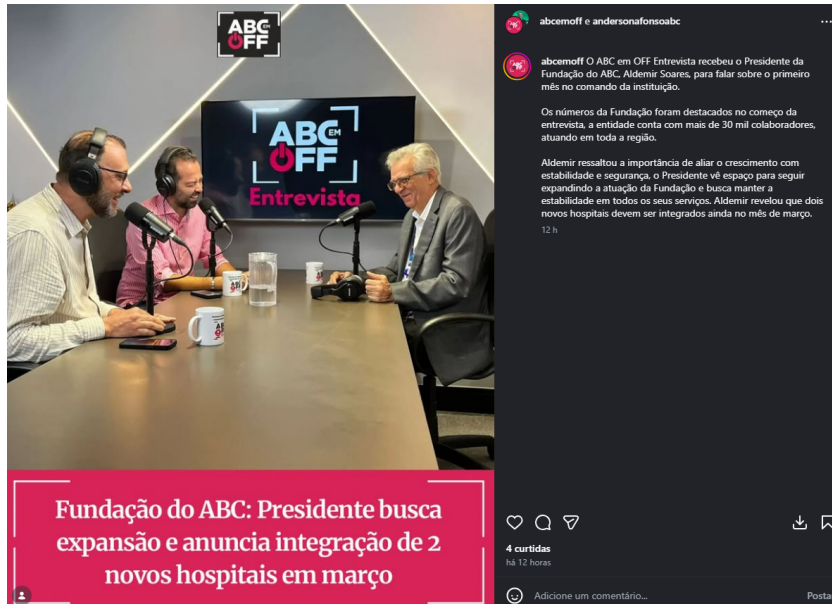 ABC
EM
OFF
ABC
EM
OFF
Entrevista
Fundação do ABC: Presidente busca
expansão e anuncia integração de 2
novos hospitais em março
abcemoff e andersonafonsoabc
abcemoff O ABC em OFF Entrevista recebeu o Presidente da
Fundação do ABC, Aldemir Soares, para falar sobre o primeiro
mês no comando da instituição.
Os números da Fundação foram destacados no começo da
entrevista, a entidade conta com mais de 30 mil colaboradores,
atuando em toda a região.
Aldemir ressaltou a importância de aliar o crescimento com
estabilidade e segurança, o Presidente vê espaço para seguir
expandindo a atuação da Fundação e busca manter a
estabilidade em todos os seus serviços. Aldemir revelou que dois
novos hospitais devem ser integrados ainda no mês de março.
12 h
4 curtidas
há 12 horas
Adicione um comentário...
Posta